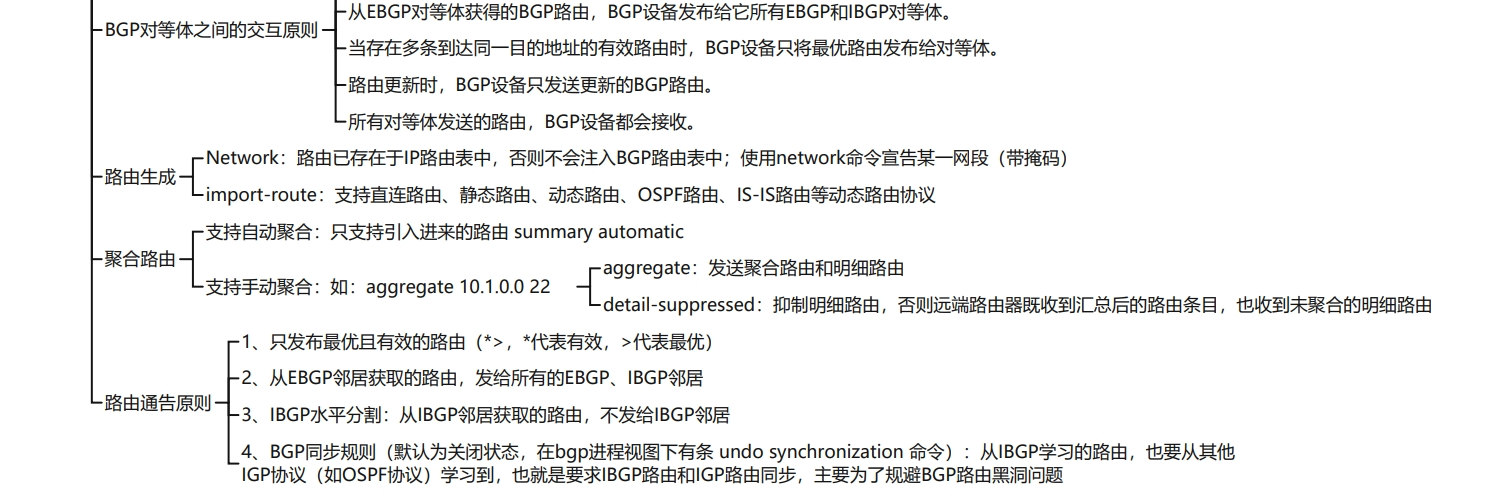 从EBGP对等体获得的BGP路由，BGP设备发布给它所有EBGP和IBGP对等体。
BGP对等体之间的交互原则
当存在多条到达同一目的地址的有效路由时，BGP设备只将最优路由发布给对等体。
路由更新时，BGP设备只发送更新的BGP路由。
所有对等体发送的路由，BGP设备都会接收。
Network：路由已存在于IP路由表中，否则不会注入BGP路由表中；使用network命令宣告某一网段（带掩码）
路由生成
import-route：支持直连路由、静态路由、动态路由、OSPF路由、IS-IS路由等动态路由协议
支持自动聚合：只支持引入进来的路由 summary automatic
聚合路由
支持手动聚合：如：aggregate 10.1.0.0 22
aggregate：发送聚合路由和明细路由
detail-suppressed：抑制明细路由，否则远端路由器既收到汇总后的路由条目，也收到未聚合的明细路由
1、只发布最优且有效的路由（*>，*代表有效，>代表最优）
2、从EBGP邻居获取的路由，发给所有的EBGP、IBGP邻居
路由通告原则
3、IBGP水平分割：从IBGP邻居获取的路由，不发给IBGP邻居
4、BGP同步规则（默认为关闭状态，在bgp进程视图下有条 undo synchronization 命令）：从IBGP学习的路由，也要从其他
IGP协议（如OSPF协议）学习到，也就是要求IBGP路由和IGP路由同步，主要为了规避BGP路由黑洞问题